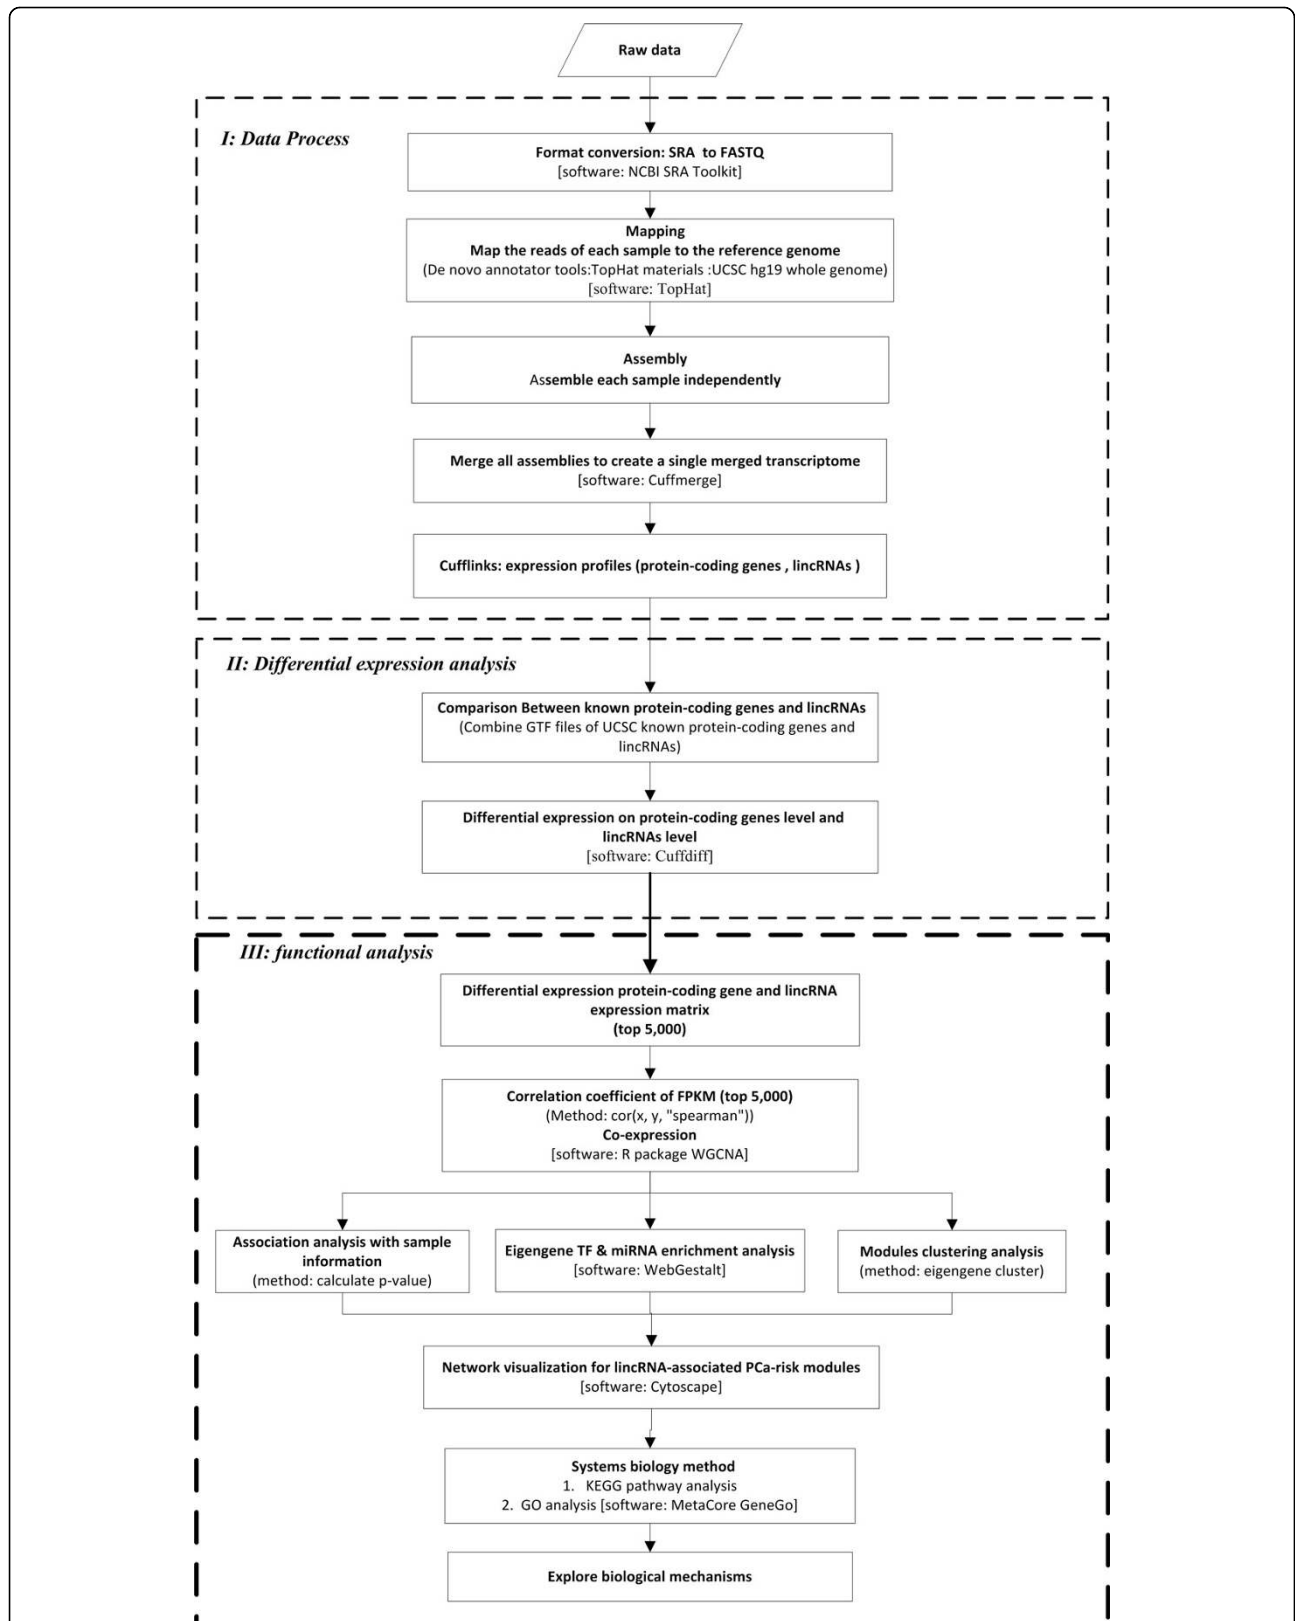 Raw data
I: Data Process
Format conversion: SRA to FASTQ
[software: NCBI SRA Toolkit]
Mapping
Map the reads of each sample to the reference genome
(De novo annotator tools:TopHat materials :UCSC hg19 whole genome)
[software: TopHat]
Assembly
Assemble each sample independently
Merge all assemblies to create a single merged transcriptome
[software: Cuffmerge]
Cufflinks: expression profiles (protein-coding genes , lincRNAs )
II: Differential expression analysis
Comparison Between known protein-coding genes and lincRNAs
(Combine GTF files of UCSC known protein-coding genes and
lincRNAs)
Differential expression on protein-coding genes level and
lincRNAs level
[software: Cuffdiff]
III: functional analysis
Differential expression protein-coding gene and lincRNA
expression matrix
(top 5,000)
Correlation coefficient of FPKM (top 5,000)
(Method: cor(x, y, "spearman"))
Co-expression
[software: R package WGCNA]
Association analysis with sample
information
(method: calculate p-value)
Eigengene TF & miRNA enrichment analysis
[software: WebGestalt]
Modules clustering analysis
(method: eigengene cluster)
Network visualization for lincRNA-associated PCa-risk modules
[software: Cytoscape]
Systems biology method
1. KEGG pathway analysis
2. GO analysis [software: MetaCore GeneGo]
Explore biological mechanisms